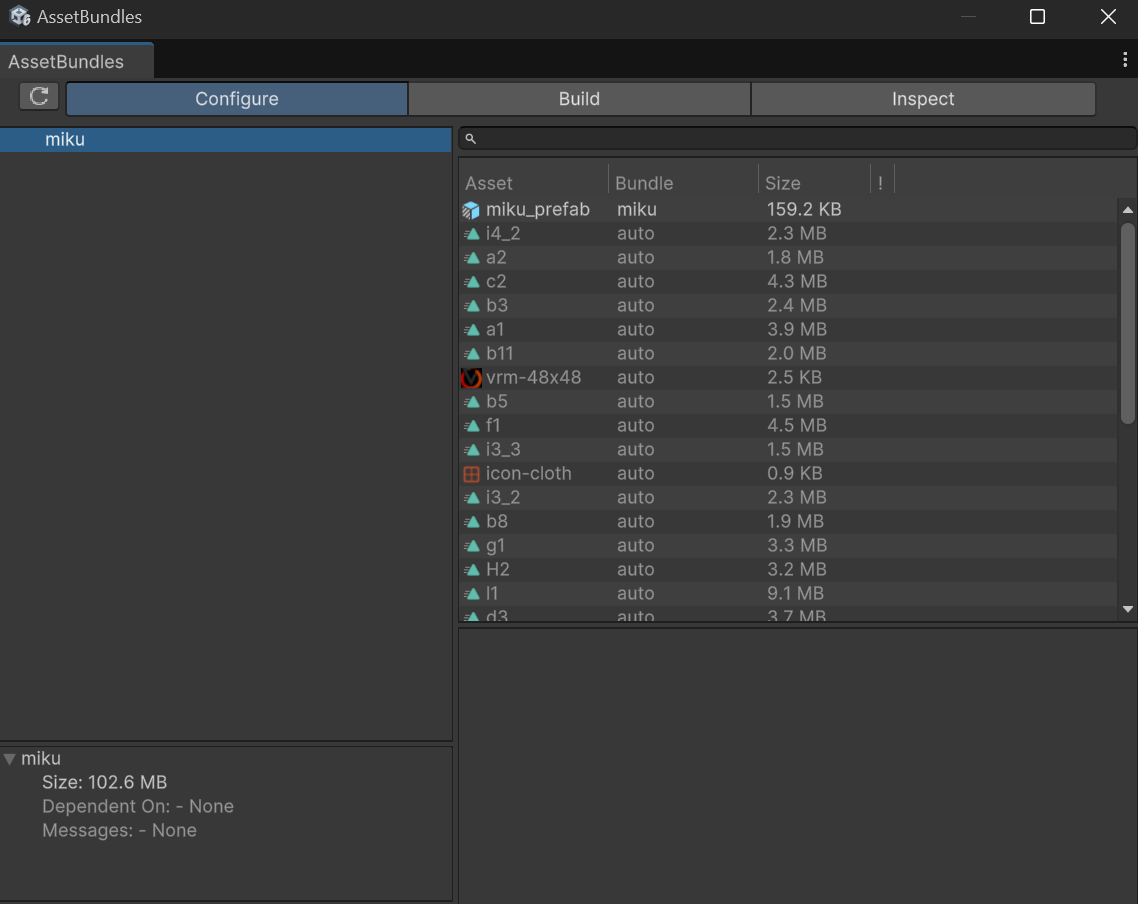 AssetBundles
AssetBundles
Configure Build Inspect
miku
Asset Bundle Size !
miku_prefab miku 159.2 KB
i4_2 auto 2.3 MB
a2 auto 1.8 MB
c2 auto 4.3 MB
b3 auto 2.4 MB
a1 auto 3.9 MB
b11 auto 2.0 MB
vrm-48x48 auto 2.5 KB
b5 auto 1.5 MB
f1 auto 4.5 MB
i3_3 auto 1.5 MB
icon-cloth auto 0.9 KB
i3_2 auto 2.3 MB
b8 auto 1.9 MB
g1 auto 3.3 MB
H2 auto 3.2 MB
l1 auto 9.1 MB
d3 auto 3.7 MB
miku
Size: 102.6 MB
Dependent On: - None
Messages: - None